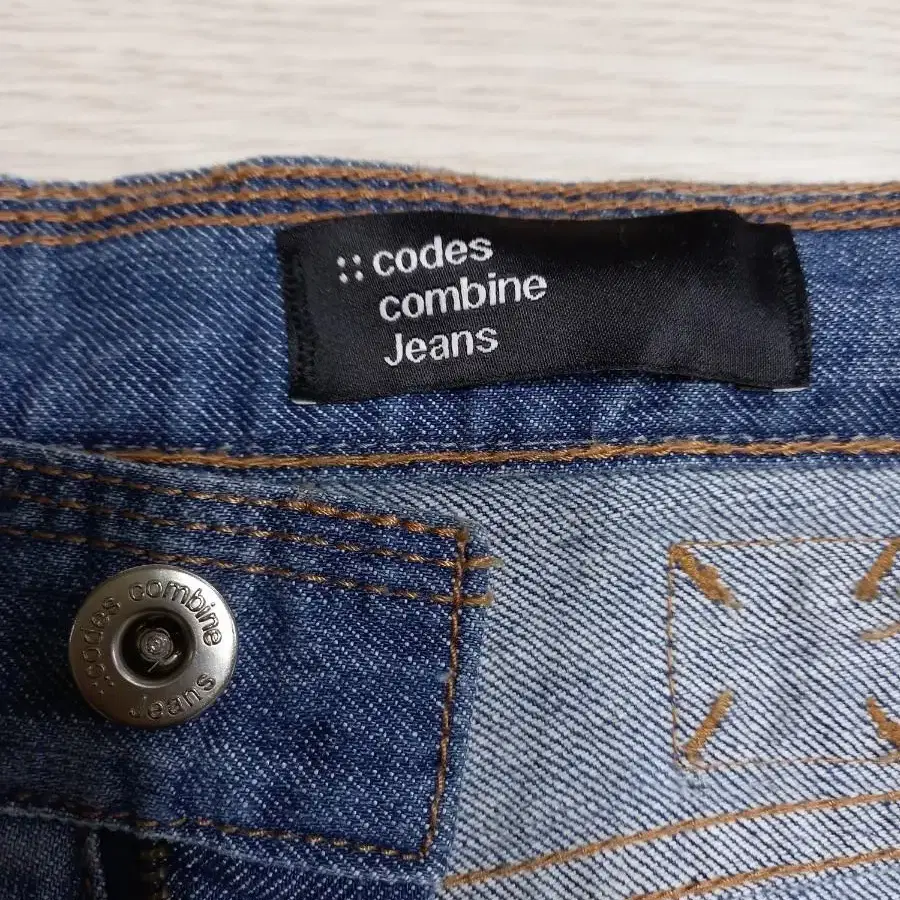 ::codes
combine
Jeans
::codes combine
Jeans